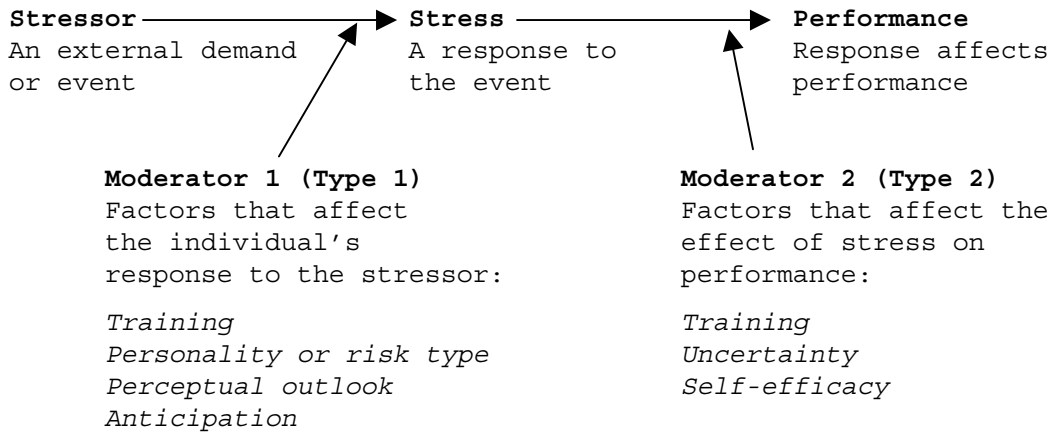 Stressor
An external demand
or event
Stress
A response to
the event
Performance
Response affects
performance
Moderator 1 (Type 1)
Factors that affect
the individual's
response to the stressor:
Training
Personality or risk type
Perceptual outlook
Anticipation
Moderator 2 (Type 2)
Factors that affect the
effect of stress on
performance:
Training
Uncertainty
Self-efficacy